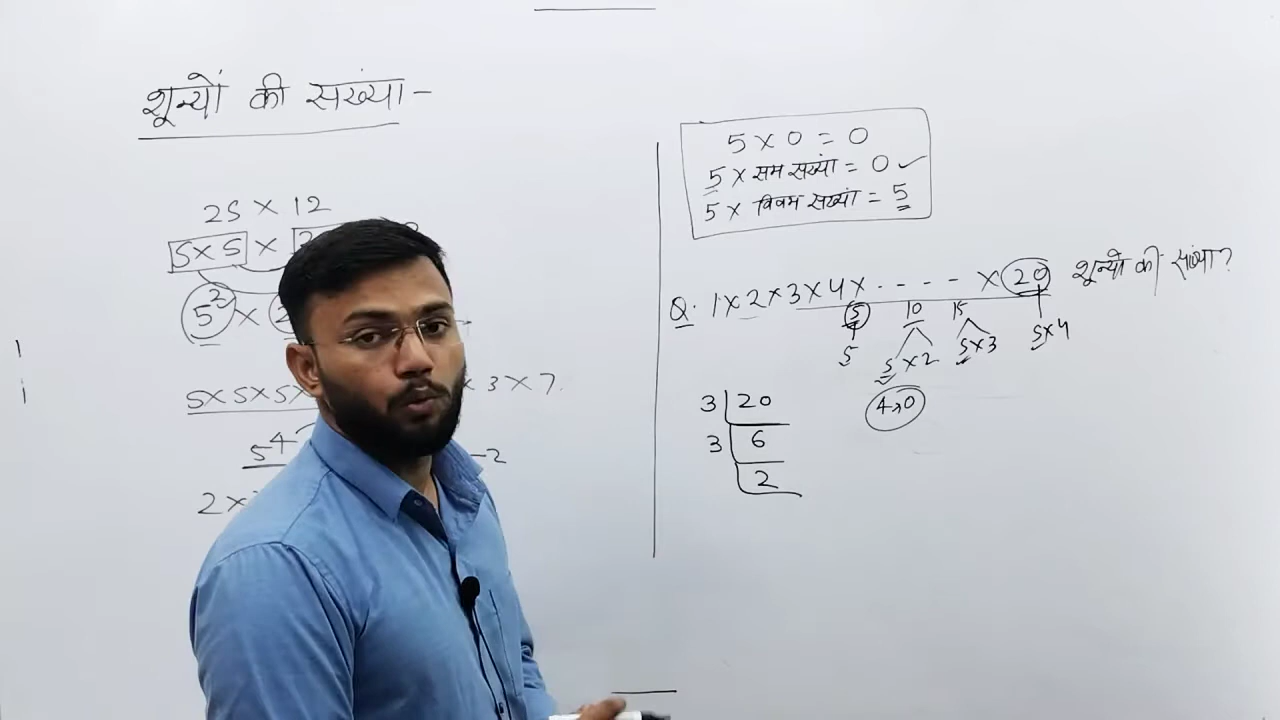 शून्यों की संख्या-
25 × 12
5×5 ×
5² ×
5×5×5× × 3 × 7.
5⁴ -2
2×
5 × 0 = 0
5 × सम संख्यां = 0 ✓
5 × विषम संख्यां = 5
Q. 1×2×3×4×.----×20 शून्यों की संख्या?
5 10 15
5 5×2 5×3 5×4
4→0
3 20
3 6
2